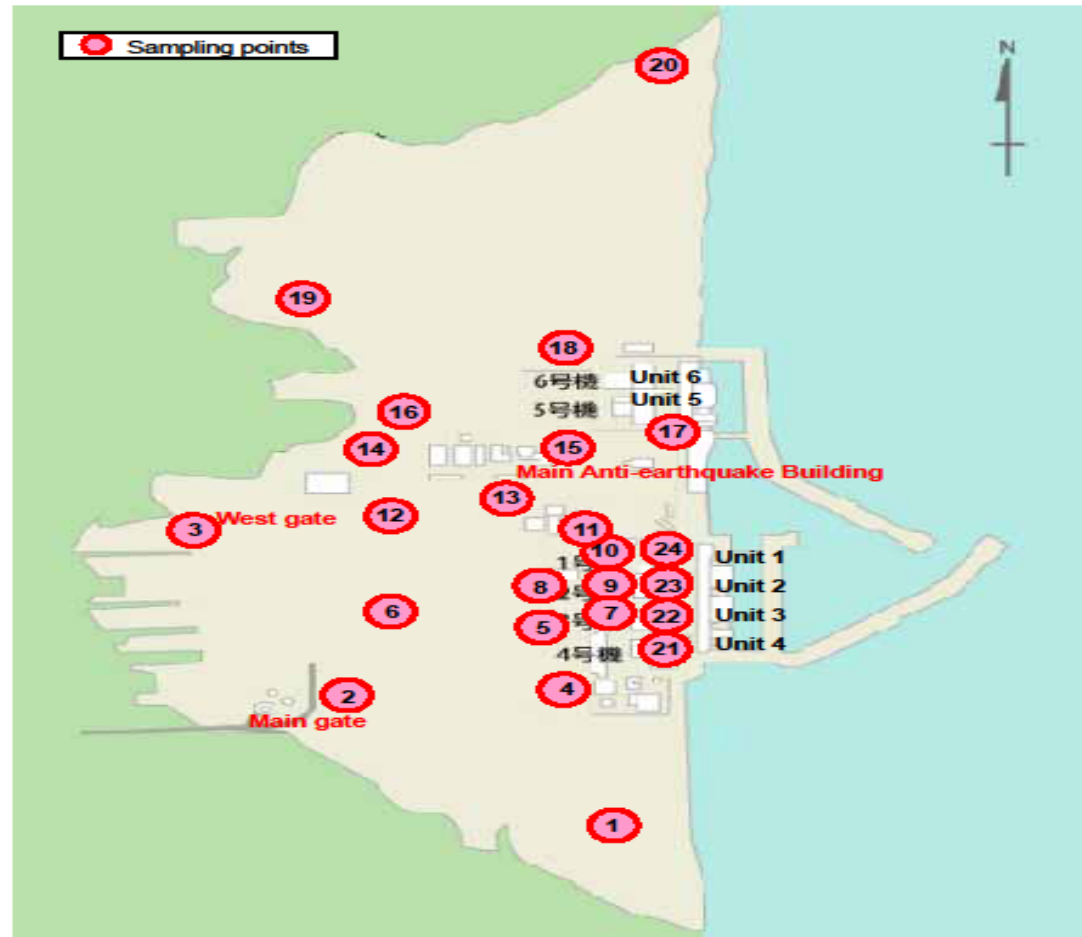 Sampling points
N
20
19
18
6号機 Unit 6
5号機 Unit 5
16
17
14
15
Main Anti-earthquake Building
13
West gate
12
3
11
10
24
1号 Unit 1
8
9
23
Unit 2
6
7
22
Unit 3
5
号
4号機
21
Unit 4
4
2
Main gate
1